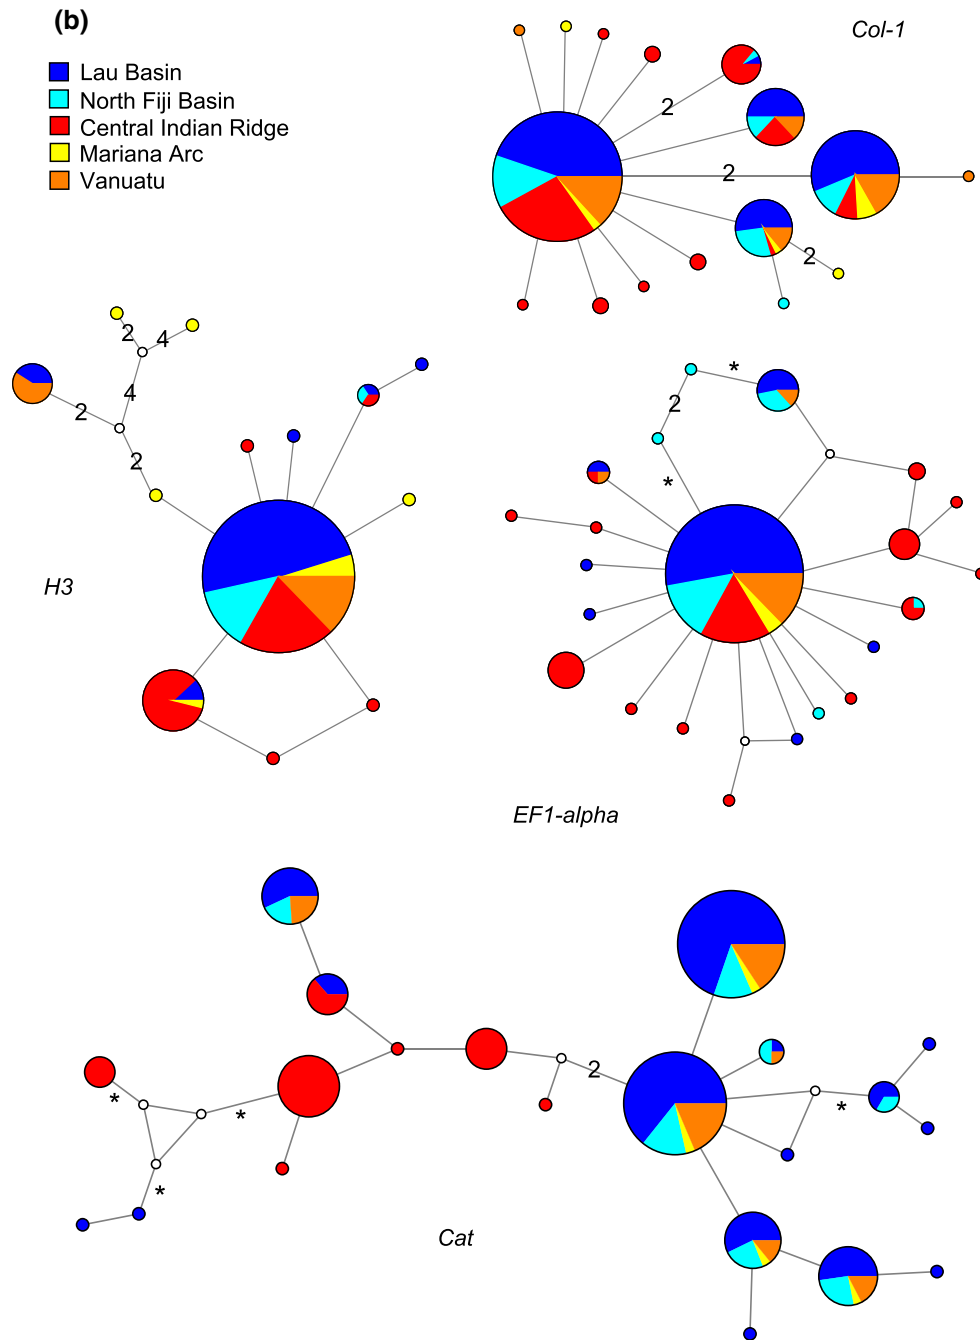 (b)
Col-1
Lau Basin
North Fiji Basin
Central Indian Ridge
Mariana Arc
Vanuatu
2
2
2
2
4
4
2
2
H3
*
2
*
EF1-alpha
2
*
*
*
*
Cat